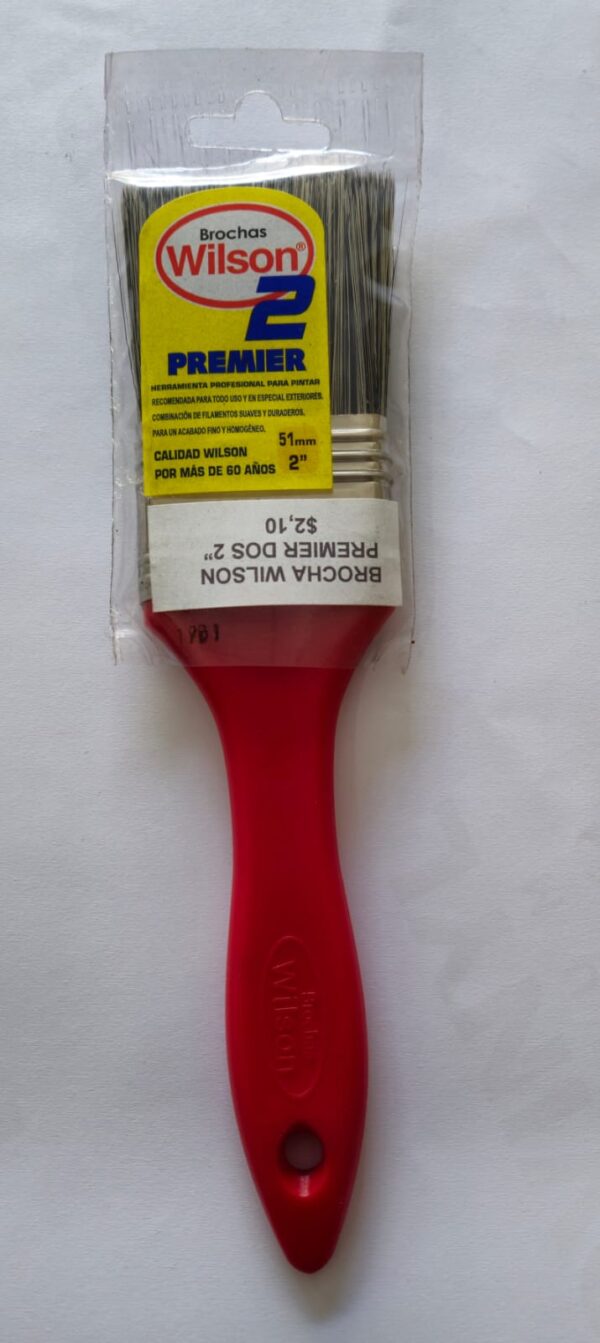 Brochas
Wilson®
2
PREMIER
HERRAMIENTA PROFESIONAL PARA PINTAR
RECOMENDADA PARA TODO USO Y EN ESPECIAL EXTERIORES.
COMBINACIÓN DE FILAMENTOS SUAVES Y DURADEROS.
PARA UN ACABADO FINO Y HOMOGÉNEO.
51mm
2"
CALIDAD WILSON
POR MÁS DE 60 AÑOS
BROCHA WILSON
PREMIER DOS 2"
$2,10
Brochas
Wilson